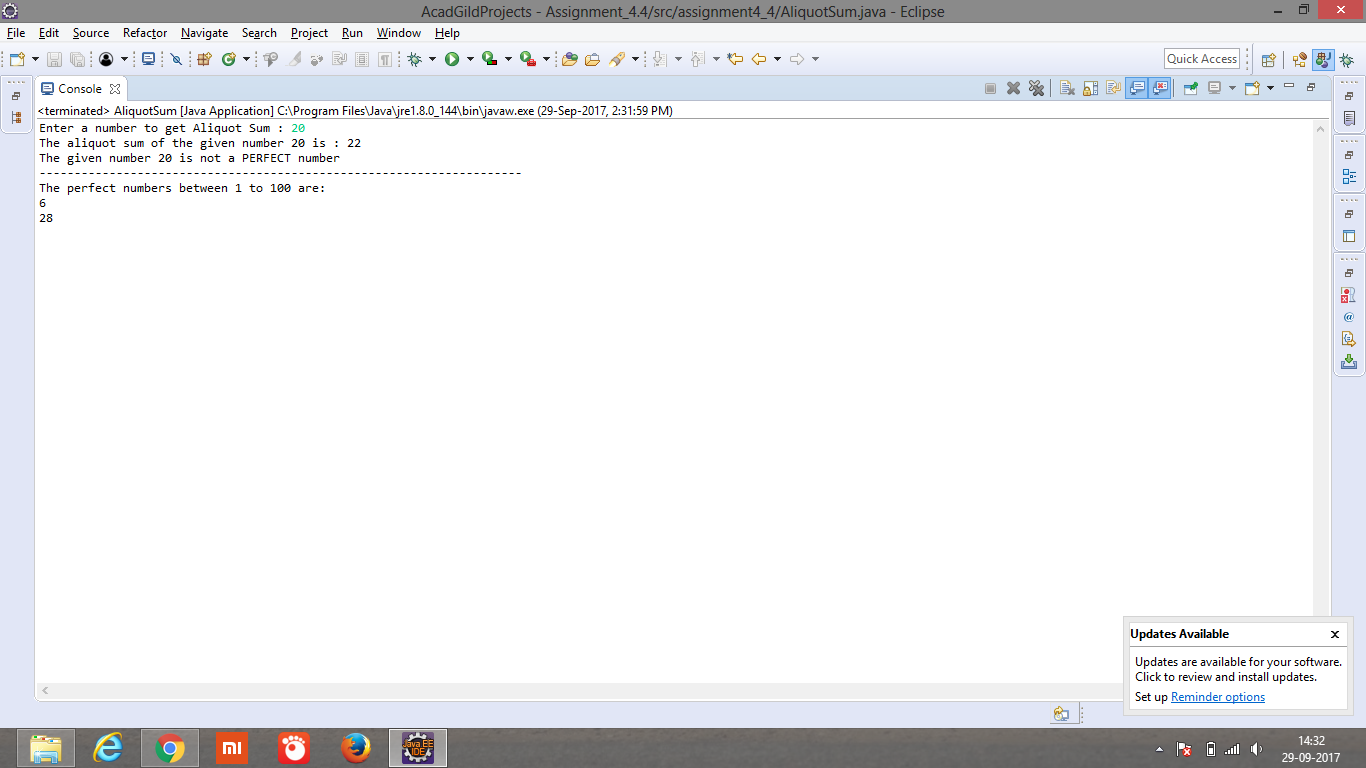 AcadGildProjects - Assignment_4.4/src/assignment4_4/AliquotSum.java - Eclipse
File Edit Source Refactor Navigate Search Project Run Window Help
Quick Access
Console
<terminated> AliquotSum [Java Application] C:\Program Files\Java\jre1.8.0_144\bin\javaw.exe (29-Sep-2017, 2:31:59 PM)
Enter a number to get Aliquot Sum : 20
The aliquot sum of the given number 20 is : 22
The given number 20 is not a PERFECT number
---------------------------------------------------------------------
The perfect numbers between 1 to 100 are:
6
28
Updates Available
Updates are available for your software.
Click to review and install updates.
Set up Reminder options
mi
Java EE
IDE
14:32
29-09-2017